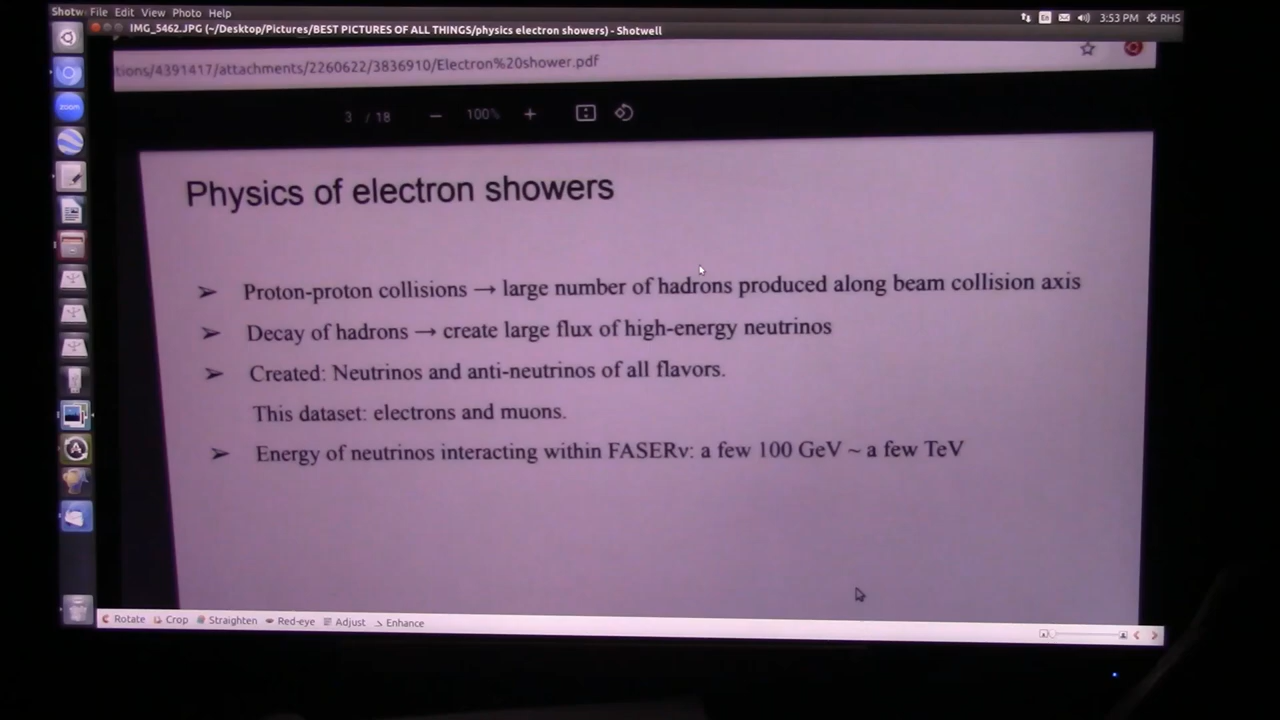 Shotw File Edit View Photo Help
3:53 PM RHS
IMG_5462.JPG (~/Desktop/Pictures/BEST PICTURES OF ALL THINGS/physics electron showers) - Shotwell
tions/4391417/attachments/2260622/3836910/Electron%20shower.pdf
3 / 18 — 100% +
Physics of electron showers
➢ Proton-proton collisions → large number of hadrons produced along beam collision axis
➢ Decay of hadrons → create large flux of high-energy neutrinos
➢ Created: Neutrinos and anti-neutrinos of all flavors.
This dataset: electrons and muons.
➢ Energy of neutrinos interacting within FASERν: a few 100 GeV ~ a few TeV
Rotate Crop Straighten Red-eye Adjust Enhance
zoom